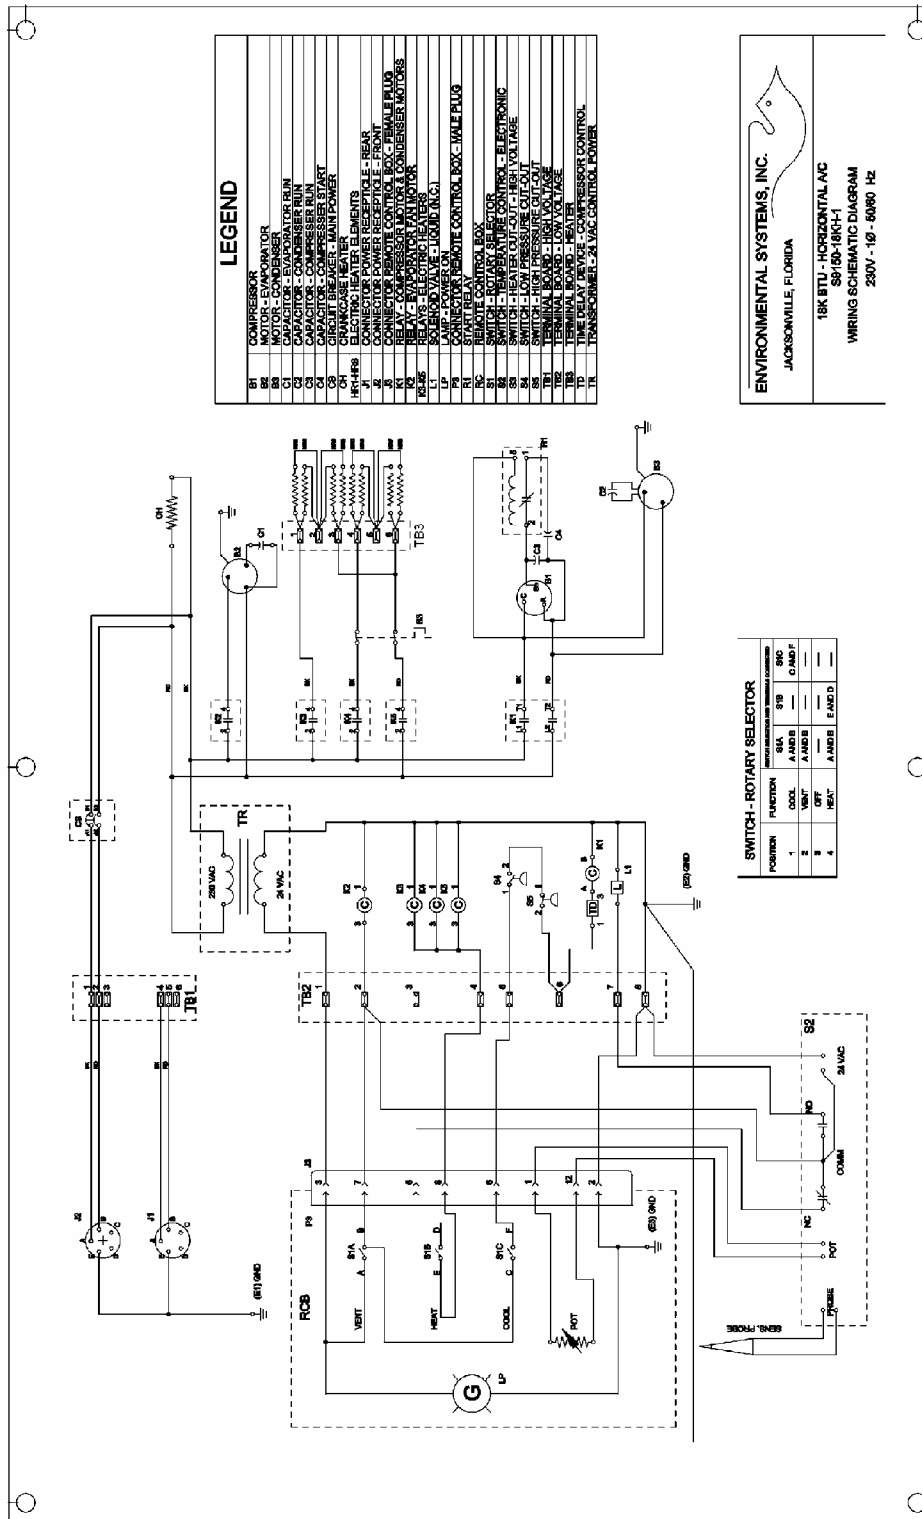 LEGEND
B1 COMPRESSOR
B2 MOTOR - EVAPORATOR
B3 MOTOR - CONDENSER
C1 CAPACITOR - EVAPORATOR RUN
C2 CAPACITOR - CONDENSER RUN
C3 CAPACITOR - COMPRESSER RUN
C4 CAPACITOR - COMPRESSER START
CB CIRCUIT BREAKER - MAIN POWER
CH CRANKCASE HEATER
HR1-HR8 ELECTRIC HEATER ELEMENTS
J1 CONNECTOR POWER RECEPTICLE - REAR
J2 CONNECTOR POWER RECEPTICLE - FRONT
J3 CONNECTOR REMOTE CONTROL BOX - FEMALE PLUG
K1 RELAY - COMPRESSOR MOTOR & CONDENSER MOTORS
K2 RELAY - EVAPORATOR FAN MOTOR
K3-K5 RELAYS - ELECTRIC HEATERS
L1 SOLENOID VALVE - LIQUID (N.C.)
LP LAMP - POWER ON
P3 CONNECTOR REMOTE CONTROL BOX - MALE PLUG
R1 START RELAY
RC REMOTE CONTROL BOX
S1 SWITCH - ROTARY SELECTOR
S2 SWITCH - TEMPERATURE CONTROL - ELECTRONIC
S3 SWITCH - HEATER CUT-OUT - HIGH VOLTAGE
S4 SWITCH - LOW PRESSURE CUT-OUT
S5 SWITCH - HIGH PRESSURE CUT-OUT
TB1 TERMINAL BOARD - HIGH VOLTAGE
TB2 TERMINAL BOARD - LOW VOLTAGE
TB3 TERMINAL BOARD - HEATER
TD TIME DELAY DEVICE - COMPRESSOR CONTROL
TR TRANSFORMER - 24 VAC CONTROL POWER
ENVIRONMENTAL SYSTEMS, INC.
JACKSONVILLE, FLORIDA
18K BTU - HORIZONTAL A/C
S9150-18KH-1
WIRING SCHEMATIC DIAGRAM
230V - 1Ø - 50/60 Hz
SWITCH - ROTARY SELECTOR
POSITION FUNCTION S1A S1B S1C
1 COOL A AND B — C AND F
2 VENT A AND B — —
3 OFF — — —
4 HEAT A AND B E AND D —
J2
J1
(E1) GND
TB1
CB
CH
TR
230 VAC
24 VAC
B2
C1
TB3
K2
K3
K4
K5
S3
K1
B1
C3
C4
R1
C2
B3
TB2
K2
K3
K4
K5
S4
S5
TD
K1
L1
(E2) GND
RCB
P3
J3
S1A
VENT
S1B
HEAT
S1C
COOL
POT
LP
G
(E3) GND
S2
24 VAC
NO
COMM
NC
POT
PROBE
SENS. PROBE